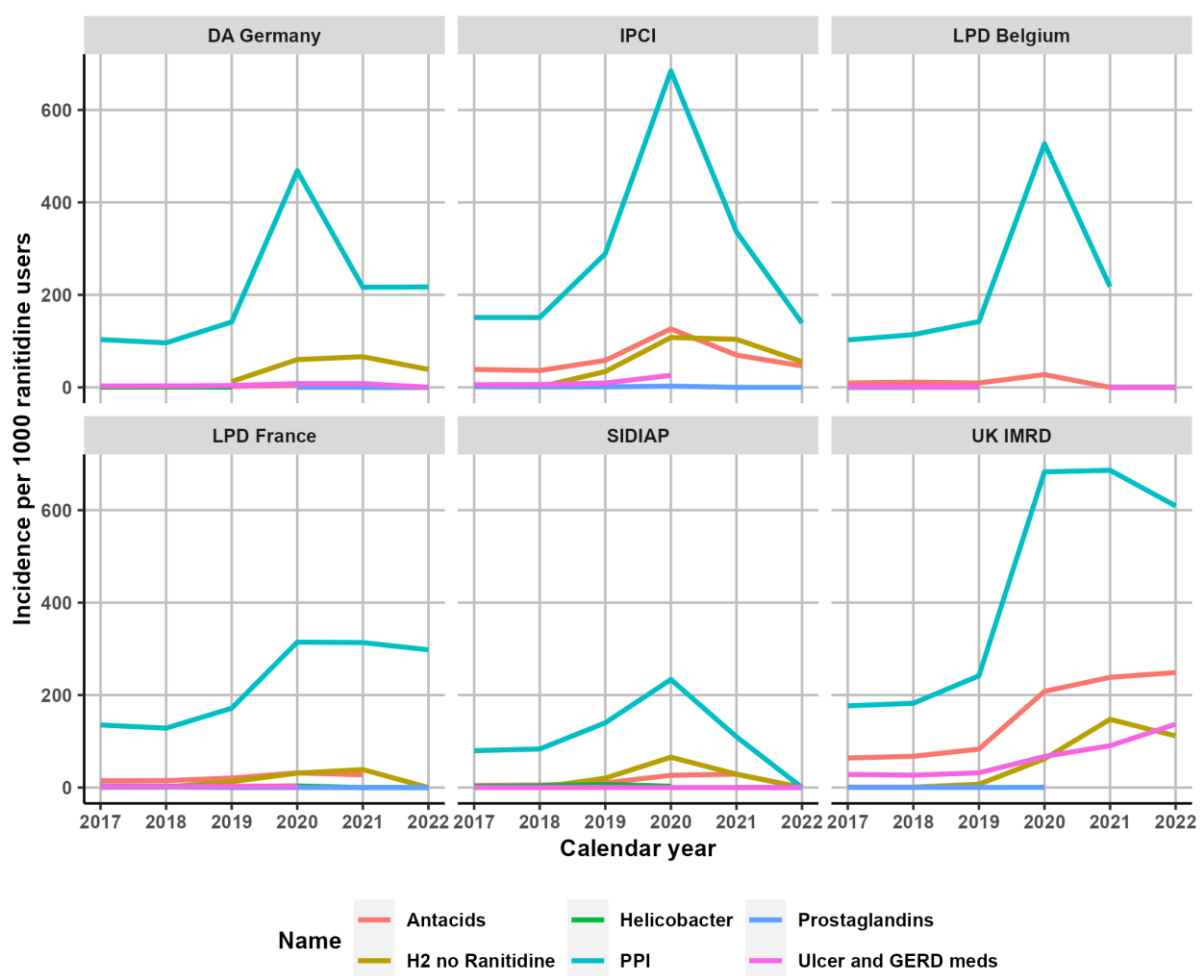 DA Germany IPCI LPD Belgium
600
400
200
0
LPD France SIDIAP UK IMRD
600
400
200
0
2017 2018 2019 2020 2021 2022 2017 2018 2019 2020 2021 2022 2017 2018 2019 2020 2021 2022
Incidence per 1000 ranitidine users
Calendar year
Name
Antacids Helicobacter Prostaglandins
H2 no Ranitidine PPI Ulcer and GERD meds